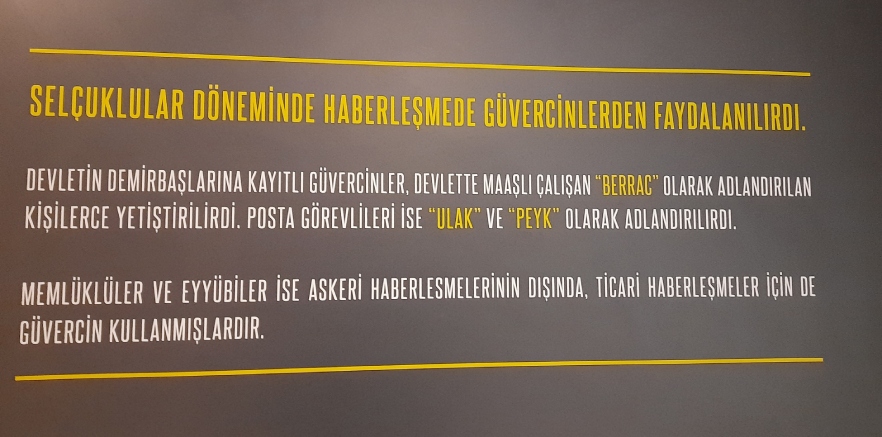 SELÇUKLULAR DÖNEMİNDE HABERLEŞMEDE GÜVERCİNLERDEN FAYDALANILIRDI.
DEVLETİN DEMİRBAŞLARINA KAYITLI GÜVERCİNLER, DEVLETTE MAAŞLI ÇALIŞAN “BERRAC” OLARAK ADLANDIRILAN
KİŞİLERCE YETİŞTİRİLİRDİ. POSTA GÖREVLİLERİ İSE “ULAK” VE “PEYK” OLARAK ADLANDIRILIRDI.
MEMLÜKLÜLER VE EYYÜBİLER İSE ASKERİ HABERLESMELERİNİN DIŞINDA, TİCARİ HABERLEŞMELER İÇİN DE
GÜVERCİN KULLANMIŞLARDIR.